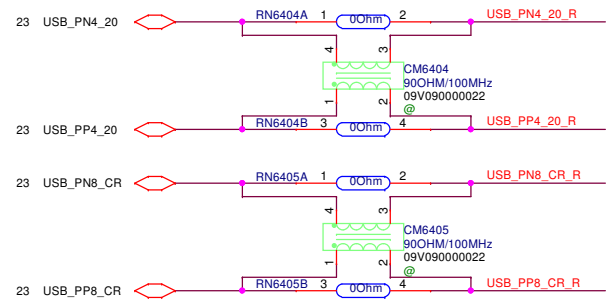 23 USB_PN4_20 RN6404A 1 0Ohm 2 USB_PN4_20_R
4 3
CM6404
90OHM/100MHz
1 2 09V090000022
@
23 USB_PP4_20 RN6404B 3 0Ohm 4 USB_PP4_20_R
23 USB_PN8_CR RN6405A 1 0Ohm 2 USB_PN8_CR_R
4 3
CM6405
90OHM/100MHz
1 2 09V090000022
@
23 USB_PP8_CR RN6405B 3 0Ohm 4 USB_PP8_CR_R